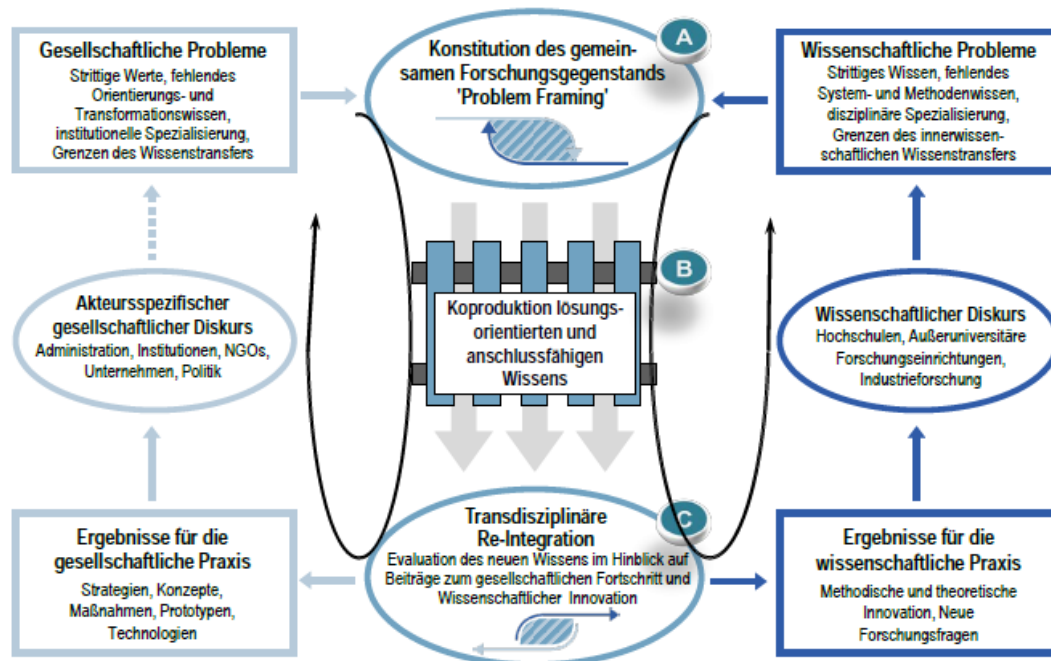 Gesellschaftliche Probleme
Strittige Werte, fehlendes
Orientierungs- und
Transformationswissen,
institutionelle Spezialisierung,
Grenzen des Wissenstransfers
A
Konstitution des gemein-
samen Forschungsgegenstands
'Problem Framing'
Wissenschaftliche Probleme
Strittiges Wissen, fehlendes
System- und Methodenwissen,
disziplinäre Spezialisierung,
Grenzen des innerwissen-
schaftlichen Wissenstransfers
Akteursspezifischer
gesellschaftlicher Diskurs
Administration, Institutionen, NGOs,
Unternehmen, Politik
B
Koproduktion lösungs-
orientierten und
anschlussfähigen
Wissens
Wissenschaftlicher Diskurs
Hochschulen, Außeruniversitäre
Forschungseinrichtungen,
Industrieforschung
Ergebnisse für die
gesellschaftliche Praxis
Strategien, Konzepte,
Maßnahmen, Prototypen,
Technologien
C
Transdisziplinäre
Re-Integration
Evaluation des neuen Wissens im Hinblick auf
Beiträge zum gesellschaftlichen Fortschritt und
Wissenschaftlicher Innovation
Ergebnisse für die
wissenschaftliche Praxis
Methodische und theoretische
Innovation, Neue
Forschungsfragen